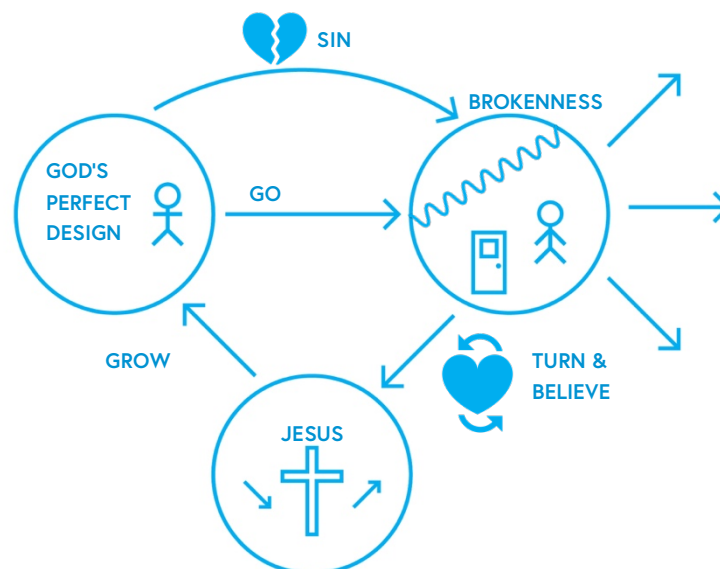 SIN
BROKENNESS
GOD'S
PERFECT
DESIGN
GO
GROW
TURN &
BELIEVE
JESUS